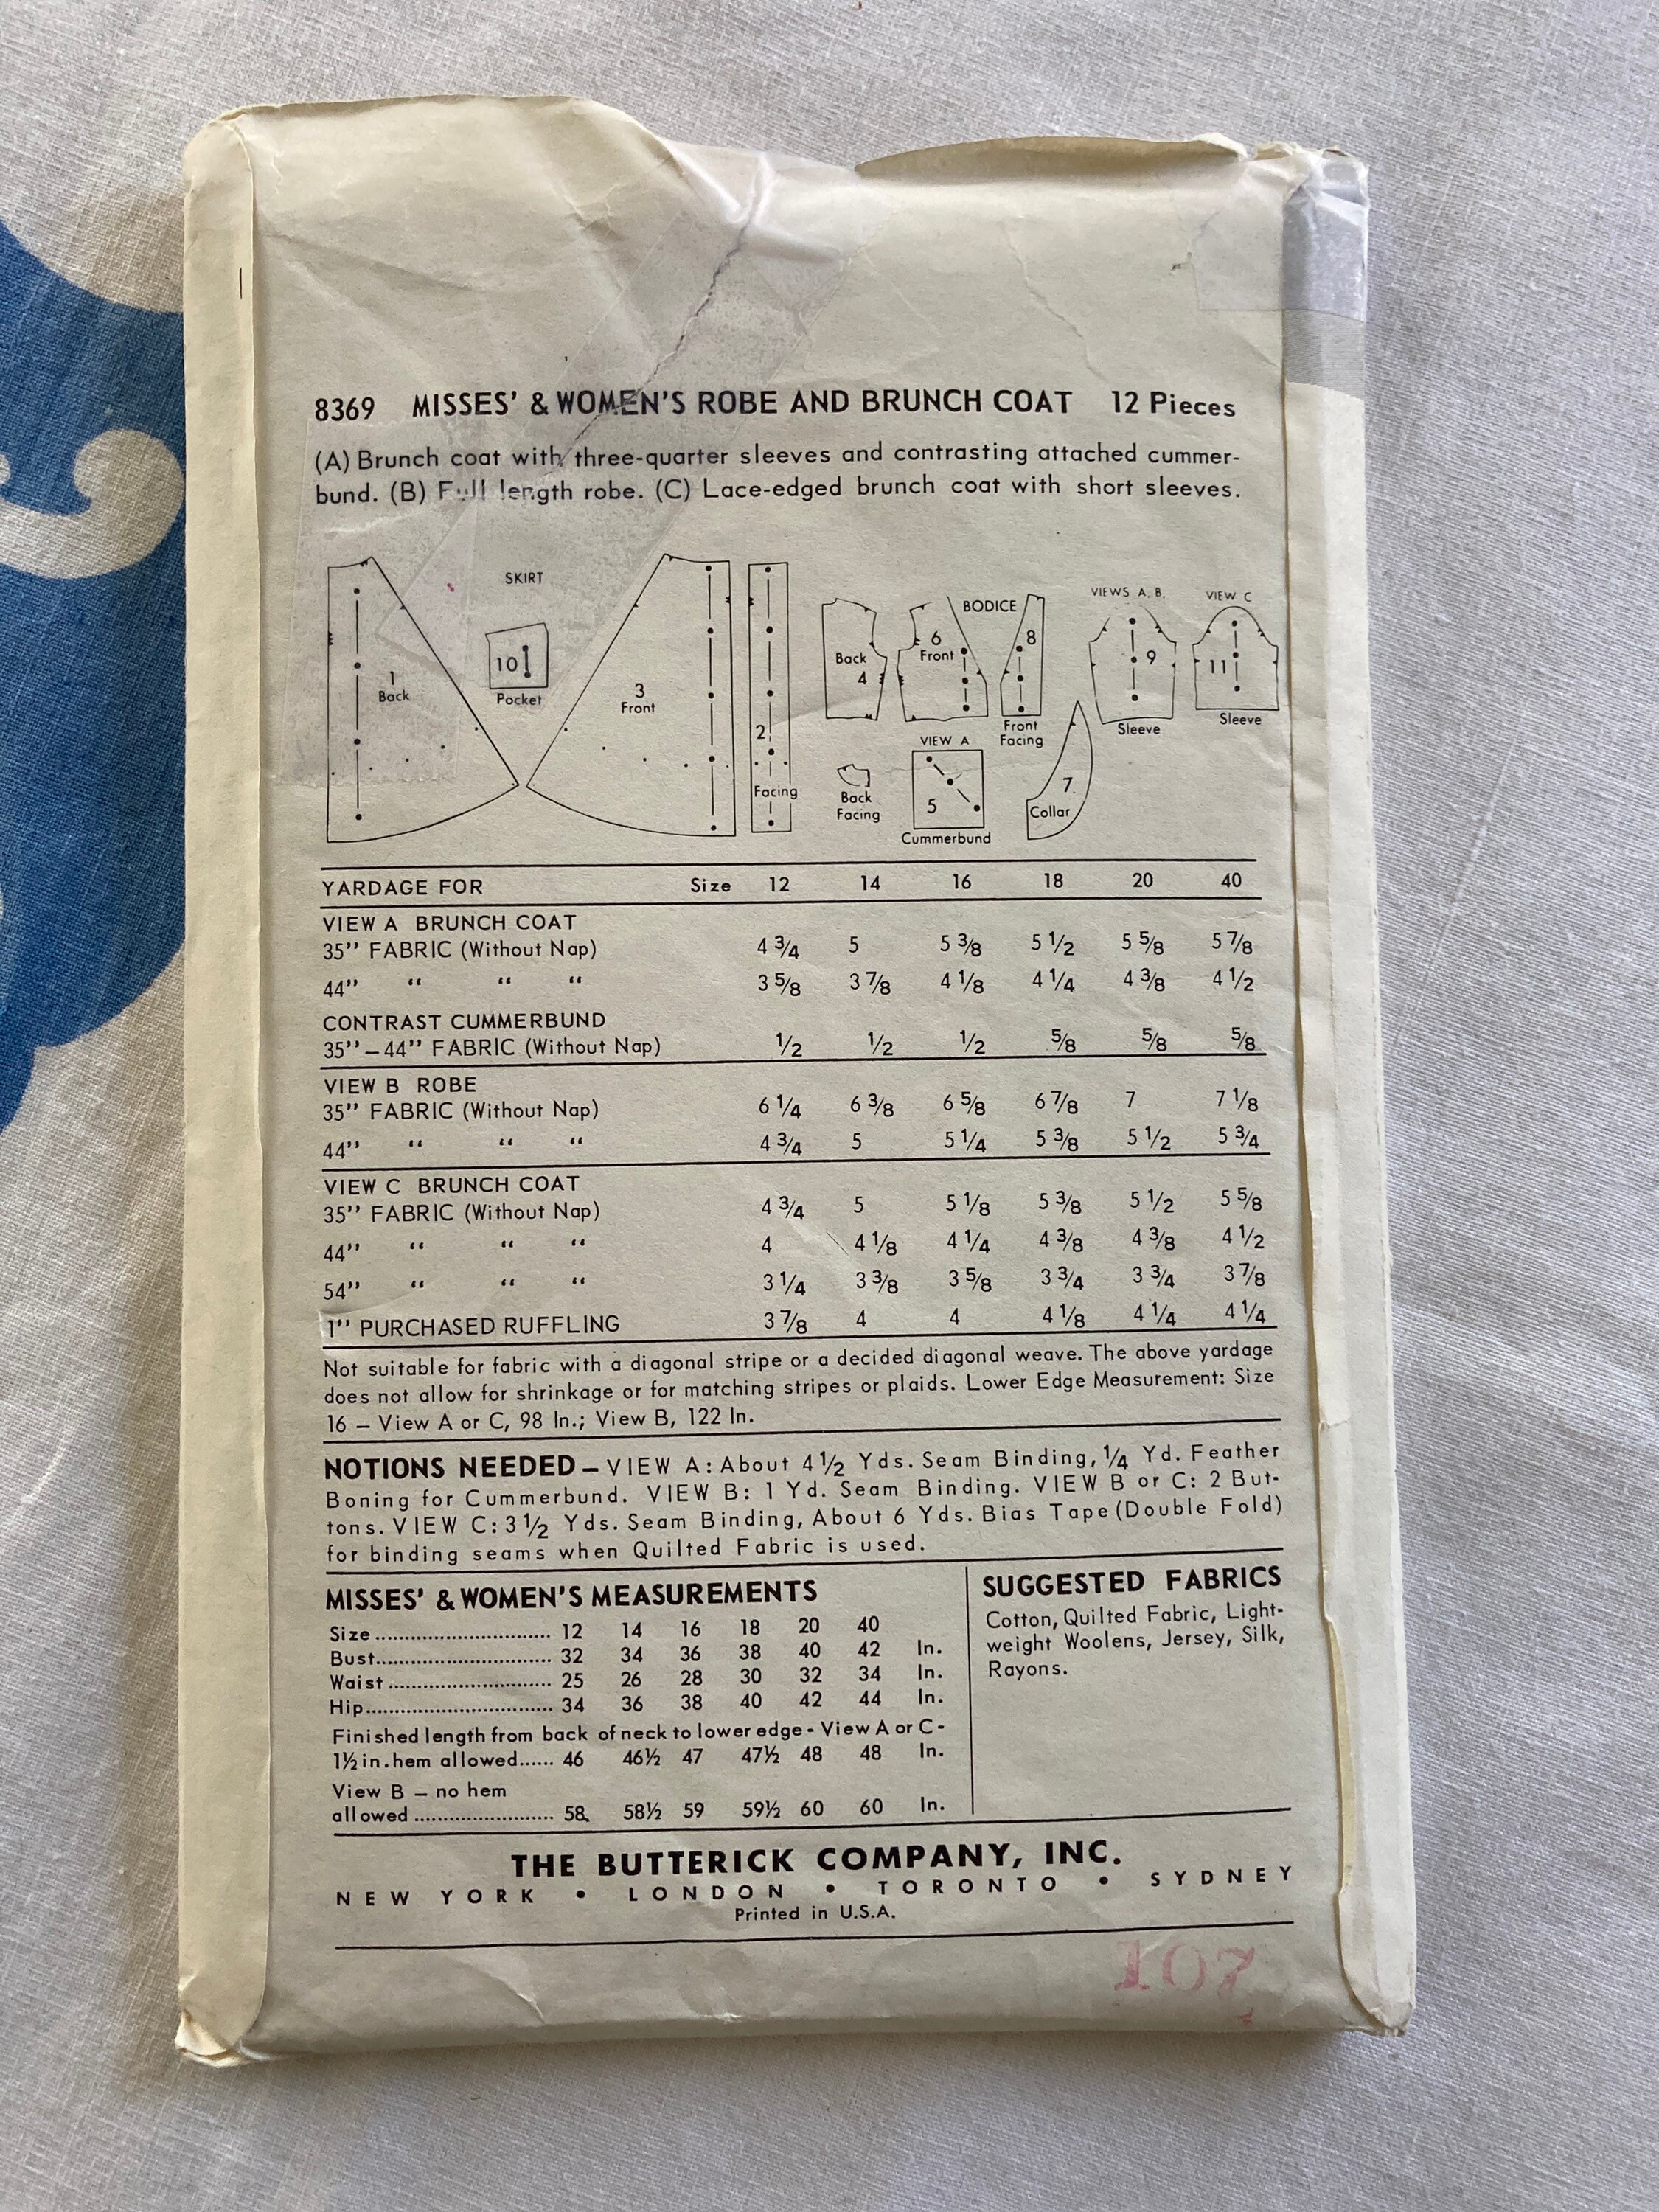 8369 MISSES' & WOMEN'S ROBE AND BRUNCH COAT 12 Pieces
(A) Brunch coat with three-quarter sleeves and contrasting attached cummer-
bund. (B) Full length robe. (C) Lace-edged brunch coat with short sleeves.
SKIRT
1
Back
10
Pocket
3
Front
2
Facing
BODICE
Back
4
6
Front
8
Front
Facing
VIEWS A, B,
9
Sleeve
VIEW C
11
Sleeve
Back
Facing
VIEW A
5
Cummerbund
7
Collar
YARDAGE FOR Size 12 14 16 18 20 40
VIEW A BRUNCH COAT
35" FABRIC (Without Nap) 4 3/4 5 5 3/8 5 1/2 5 5/8 5 7/8
44" " " " 3 5/8 3 7/8 4 1/8 4 1/4 4 3/8 4 1/2
CONTRAST CUMMERBUND
35"–44" FABRIC (Without Nap) 1/2 1/2 1/2 5/8 5/8 5/8
VIEW B ROBE
35" FABRIC (Without Nap) 6 1/4 6 3/8 6 5/8 6 7/8 7 7 1/8
44" " " " 4 3/4 5 5 1/4 5 3/8 5 1/2 5 3/4
VIEW C BRUNCH COAT
35" FABRIC (Without Nap) 4 3/4 5 5 1/8 5 3/8 5 1/2 5 5/8
44" " " " 4 4 1/8 4 1/4 4 3/8 4 3/8 4 1/2
54" " " " 3 1/4 3 3/8 3 5/8 3 3/4 3 3/4 3 7/8
1" PURCHASED RUFFLING 3 7/8 4 4 4 1/8 4 1/4 4 1/4
Not suitable for fabric with a diagonal stripe or a decided diagonal weave. The above yardage
does not allow for shrinkage or for matching stripes or plaids. Lower Edge Measurement: Size
16 – View A or C, 98 In.; View B, 122 In.
NOTIONS NEEDED – VIEW A: About 4 1/2 Yds. Seam Binding, 1/4 Yd. Feather
Boning for Cummerbund. VIEW B: 1 Yd. Seam Binding. VIEW B or C: 2 But-
tons. VIEW C: 3 1/2 Yds. Seam Binding, About 6 Yds. Bias Tape (Double Fold)
for binding seams when Quilted Fabric is used.
MISSES' & WOMEN'S MEASUREMENTS
Size 12 14 16 18 20 40
Bust 32 34 36 38 40 42 In.
Waist 25 26 28 30 32 34 In.
Hip 34 36 38 40 42 44 In.
Finished length from back of neck to lower edge - View A or C -
1½ in. hem allowed 46 46½ 47 47½ 48 48 In.
View B – no hem
allowed 58 58½ 59 59½ 60 60 In.
SUGGESTED FABRICS
Cotton, Quilted Fabric, Light-
weight Woolens, Jersey, Silk,
Rayons.
THE BUTTERICK COMPANY, INC.
NEW YORK • LONDON • TORONTO • SYDNEY
Printed in U.S.A.
107